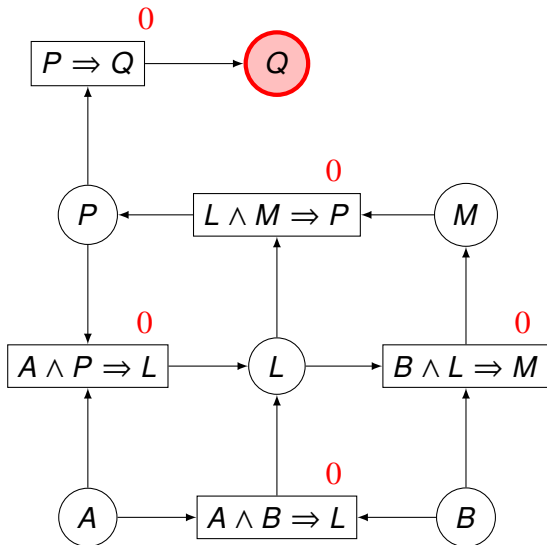 0
P ⇒ Q
Q
0
P
L ∧ M ⇒ P
M
0
0
A ∧ P ⇒ L
L
B ∧ L ⇒ M
0
A
A ∧ B ⇒ L
B